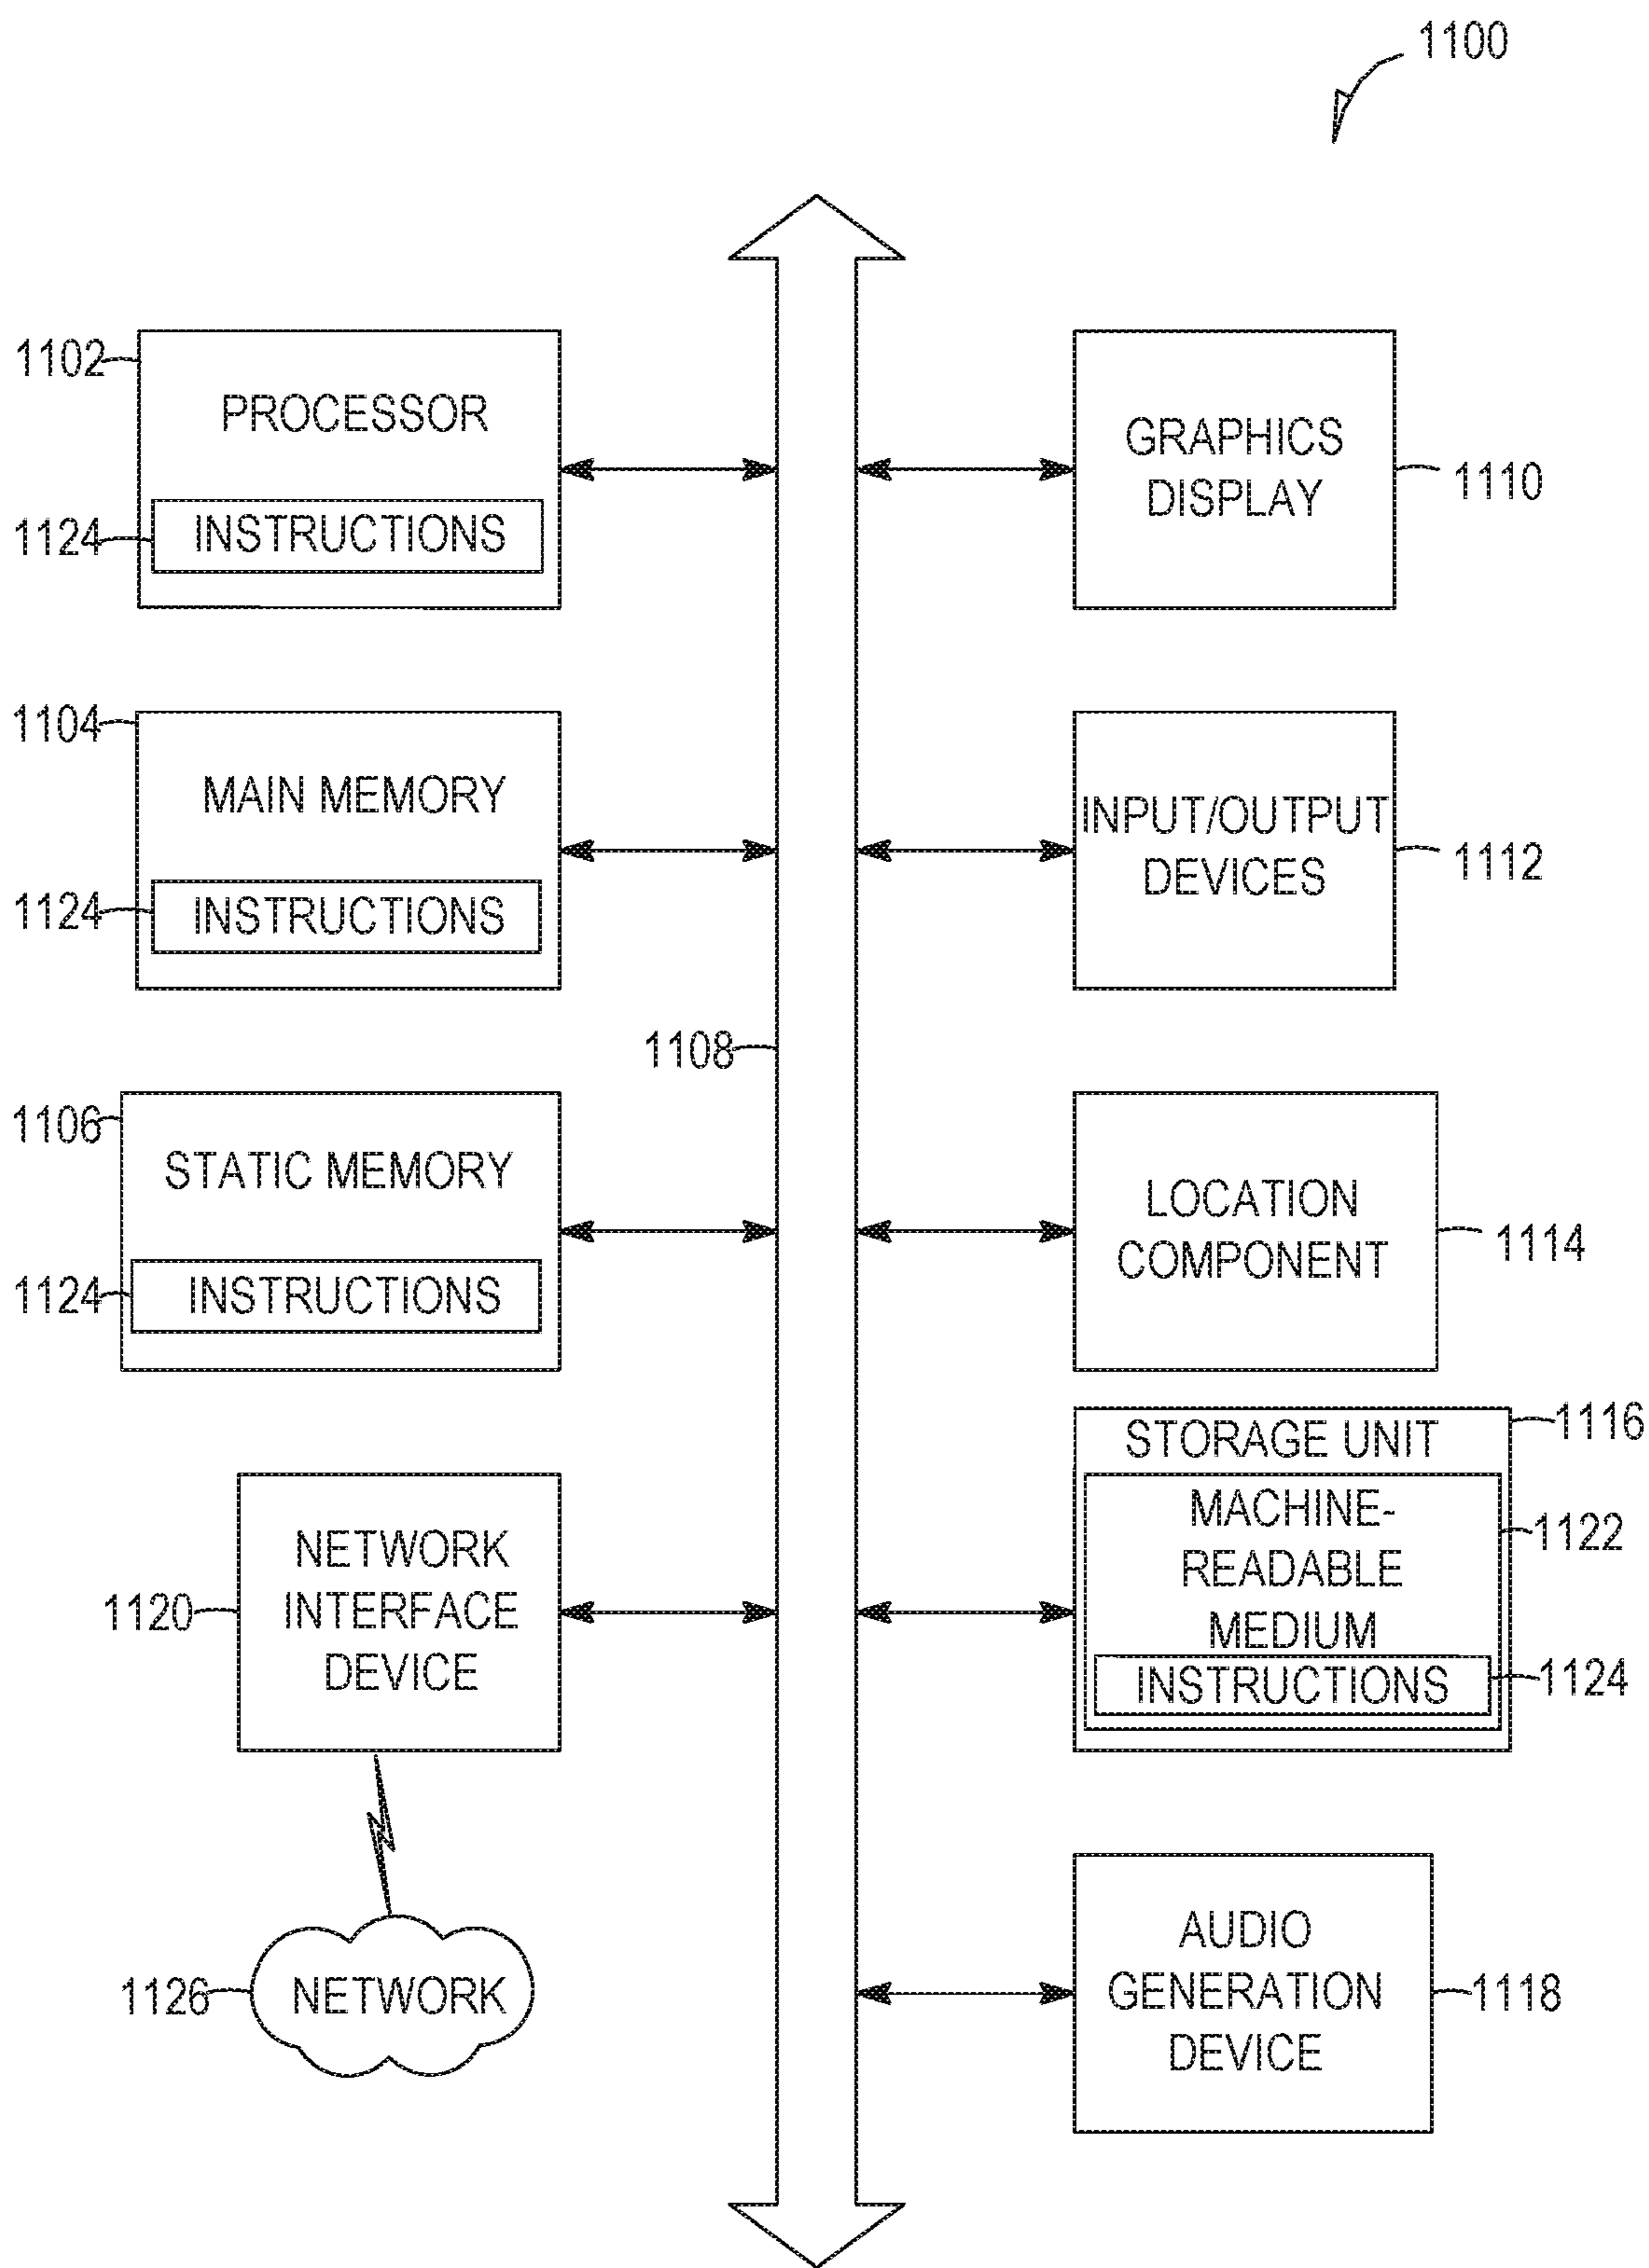 1100
1102
PROCESSOR
1124
INSTRUCTIONS
GRAPHICS
DISPLAY
1110
1104
MAIN MEMORY
1124
INSTRUCTIONS
INPUT/OUTPUT
DEVICES
1112
1108
1106
STATIC MEMORY
1124
INSTRUCTIONS
LOCATION
COMPONENT
1114
STORAGE UNIT
1116
MACHINE-
READABLE
MEDIUM
1122
INSTRUCTIONS
1124
NETWORK
INTERFACE
DEVICE
1120
1126
NETWORK
AUDIO
GENERATION
DEVICE
1118